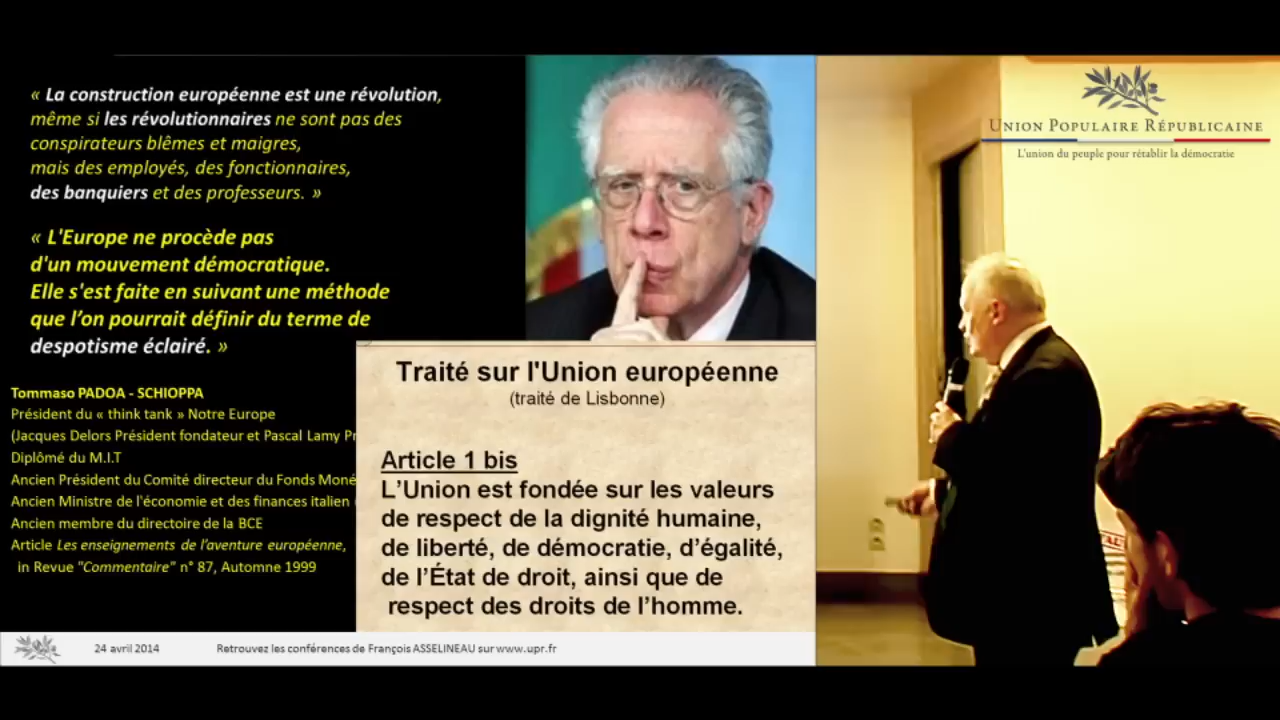 « La construction européenne est une révolution,
même si les révolutionnaires ne sont pas des
conspirateurs blêmes et maigres,
mais des employés, des fonctionnaires,
des banquiers et des professeurs. »
« L'Europe ne procède pas
d'un mouvement démocratique.
Elle s'est faite en suivant une méthode
que l’on pourrait définir du terme de
despotisme éclairé. »
Tommaso PADOA - SCHIOPPA
Président du « think tank » Notre Europe
(Jacques Delors Président fondateur et Pascal Lamy Pr
Diplômé du M.I.T
Ancien Président du Comité directeur du Fonds Moné
Ancien Ministre de l'économie et des finances italien
Ancien membre du directoire de la BCE
Article Les enseignements de l’aventure européenne,
in Revue "Commentaire" n° 87, Automne 1999
Traité sur l'Union européenne
(traité de Lisbonne)
Article 1 bis
L’Union est fondée sur les valeurs
de respect de la dignité humaine,
de liberté, de démocratie, d’égalité,
de l’État de droit, ainsi que de
respect des droits de l’homme.
24 avril 2014
Retrouvez les conférences de François ASSELINEAU sur www.upr.fr
UNION POPULAIRE RÉPUBLICAINE
L'union du peuple pour rétablir la démocratie